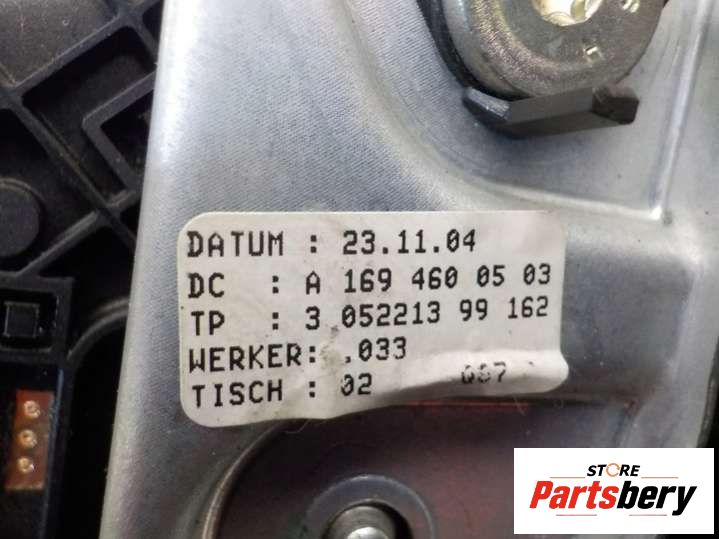 DATUM : 23.11.04
DC : A 169 460 05 03
TP : 3 052213 99 162
WERKER: .033
TISCH : 02
STORE
Partsbery